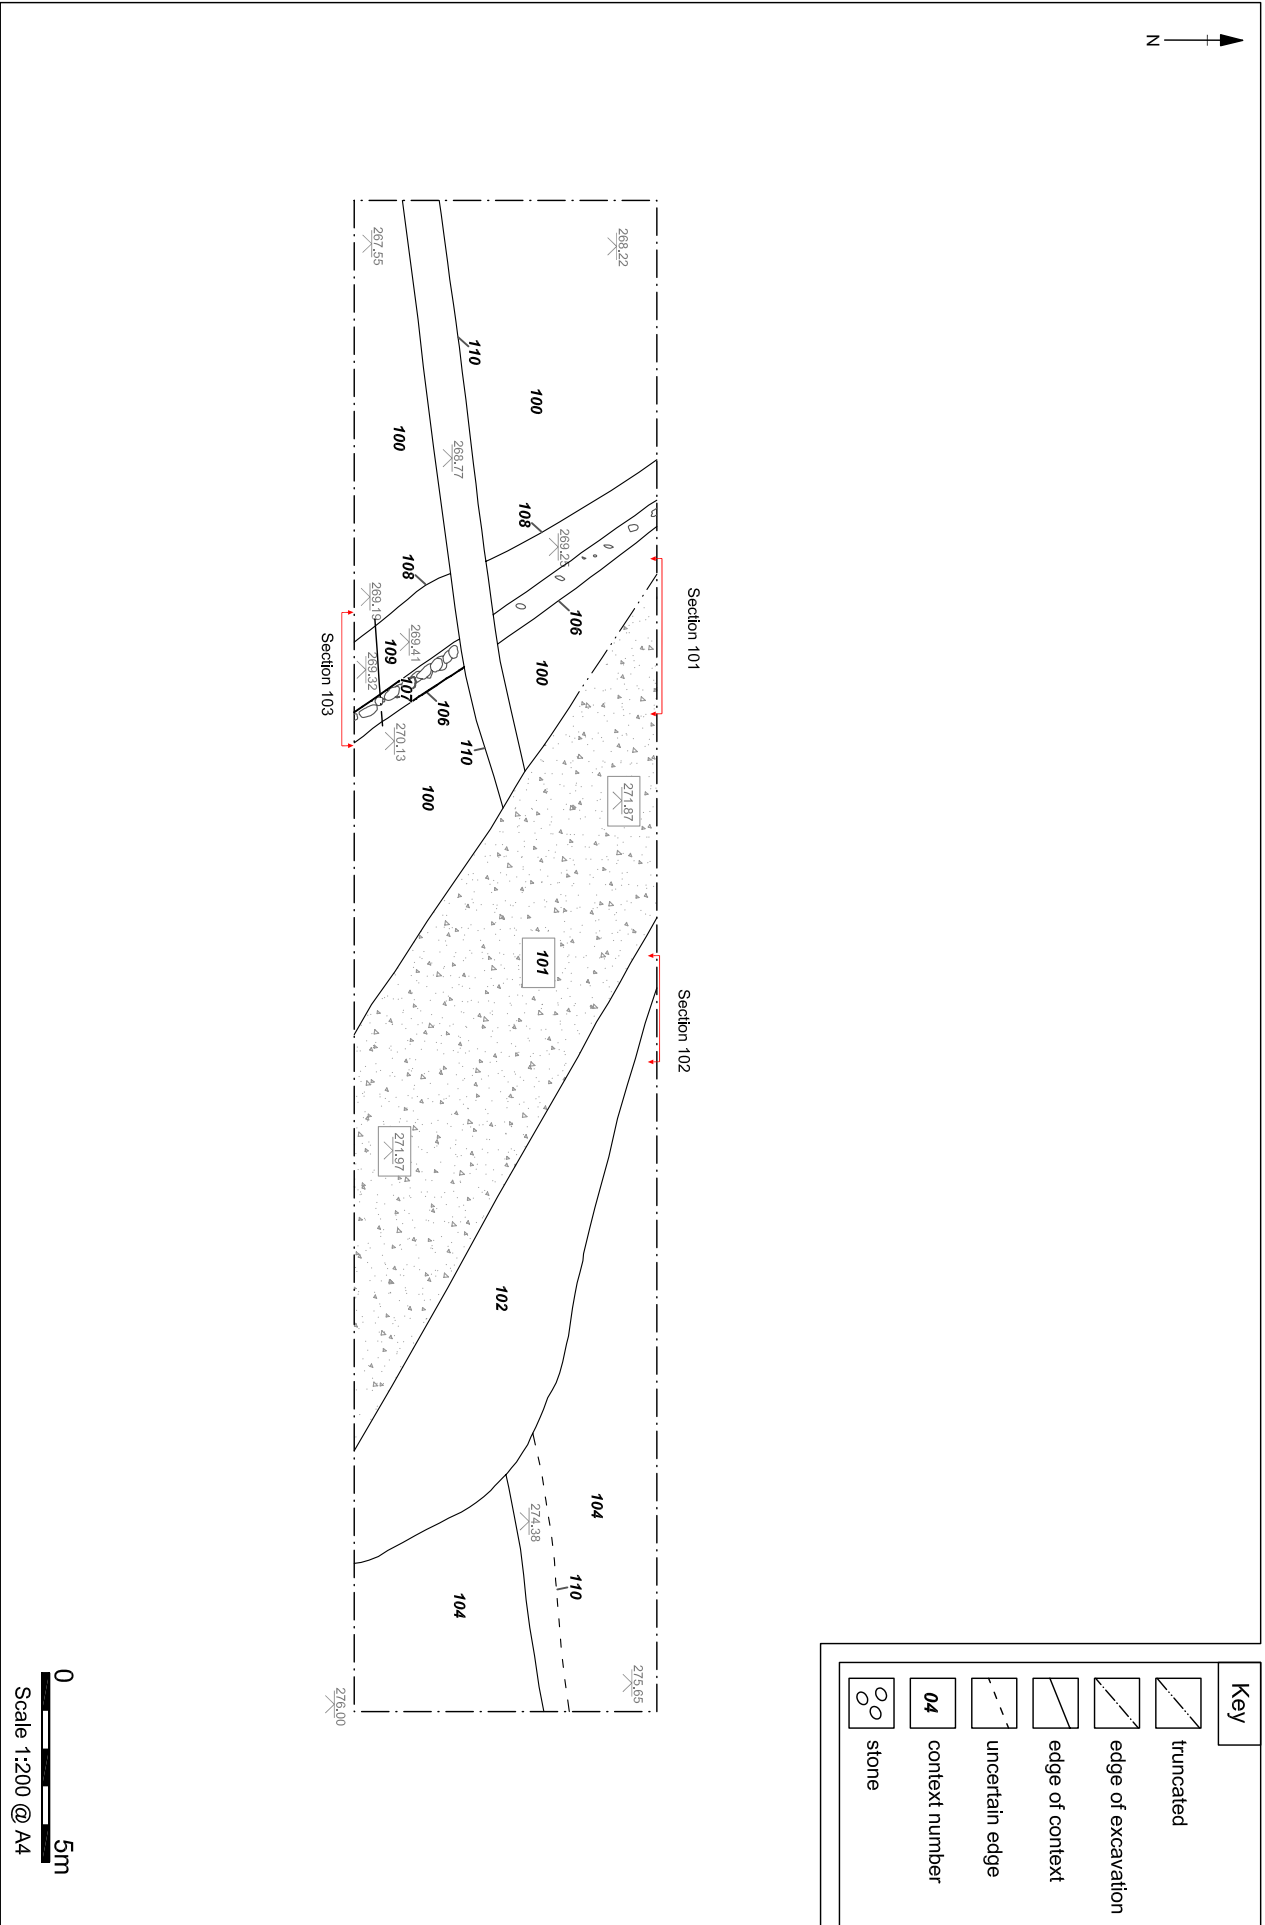 N
Key
truncated
edge of excavation
edge of context
uncertain edge
04
context number
stone
Section 101
Section 102
268.22
271.87
275.65
100
108
269.25
106
100
101
104
110
110
268.77
102
274.38
267.55
100
108
269.19
109
269.41
269.32
107
106
110
270.13
100
271.97
104
Section 103
276.00
0
5m
Scale 1:200 @ A4